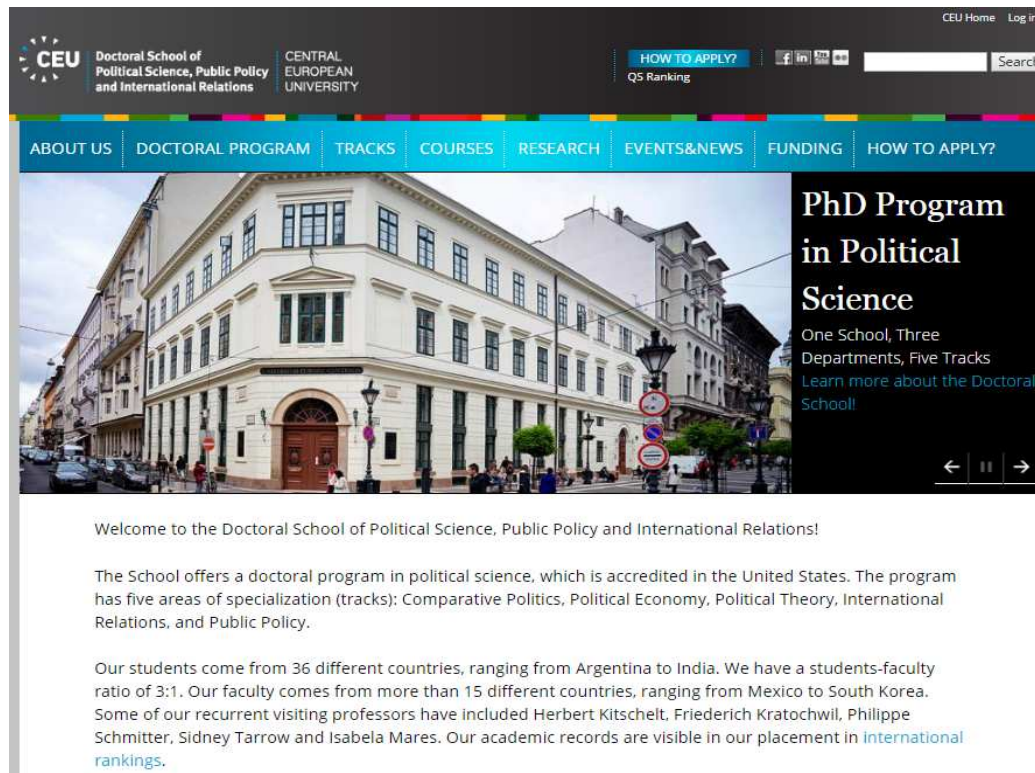 CEU Home Log in
CEU
Doctoral School of
Political Science, Public Policy
and International Relations
CENTRAL
EUROPEAN
UNIVERSITY
HOW TO APPLY?
QS Ranking
Search
ABOUT US DOCTORAL PROGRAM TRACKS COURSES RESEARCH EVENTS&NEWS FUNDING HOW TO APPLY?
PhD Program
in Political
Science
One School, Three
Departments, Five Tracks
Learn more about the Doctoral
School!
Welcome to the Doctoral School of Political Science, Public Policy and International Relations!
The School offers a doctoral program in political science, which is accredited in the United States. The program
has five areas of specialization (tracks): Comparative Politics, Political Economy, Political Theory, International
Relations, and Public Policy.
Our students come from 36 different countries, ranging from Argentina to India. We have a students-faculty
ratio of 3:1. Our faculty comes from more than 15 different countries, ranging from Mexico to South Korea.
Some of our recurrent visiting professors have included Herbert Kitschelt, Friederich Kratochwil, Philippe
Schmitter, Sidney Tarrow and Isabela Mares. Our academic records are visible in our placement in international
rankings.